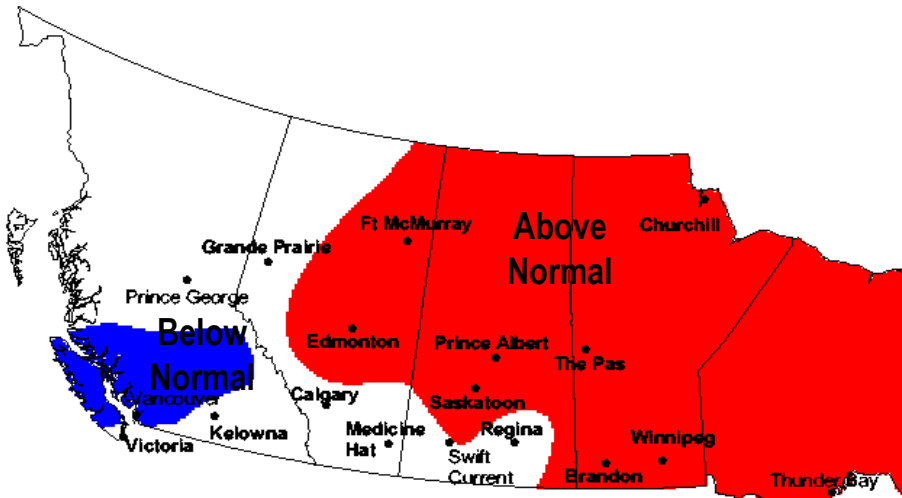 Ft McMurray
Above
Normal
Churchill
Grande Prairie
Prince George
Below
Normal
Edmonton
Prince Albert
The Pas
Vancouver
Calgary
Saskatoon
Kelowna
Victoria
Medicine
Hat
Regina
Swift
Current
Winnipeg
Brandon
Thunder Bay